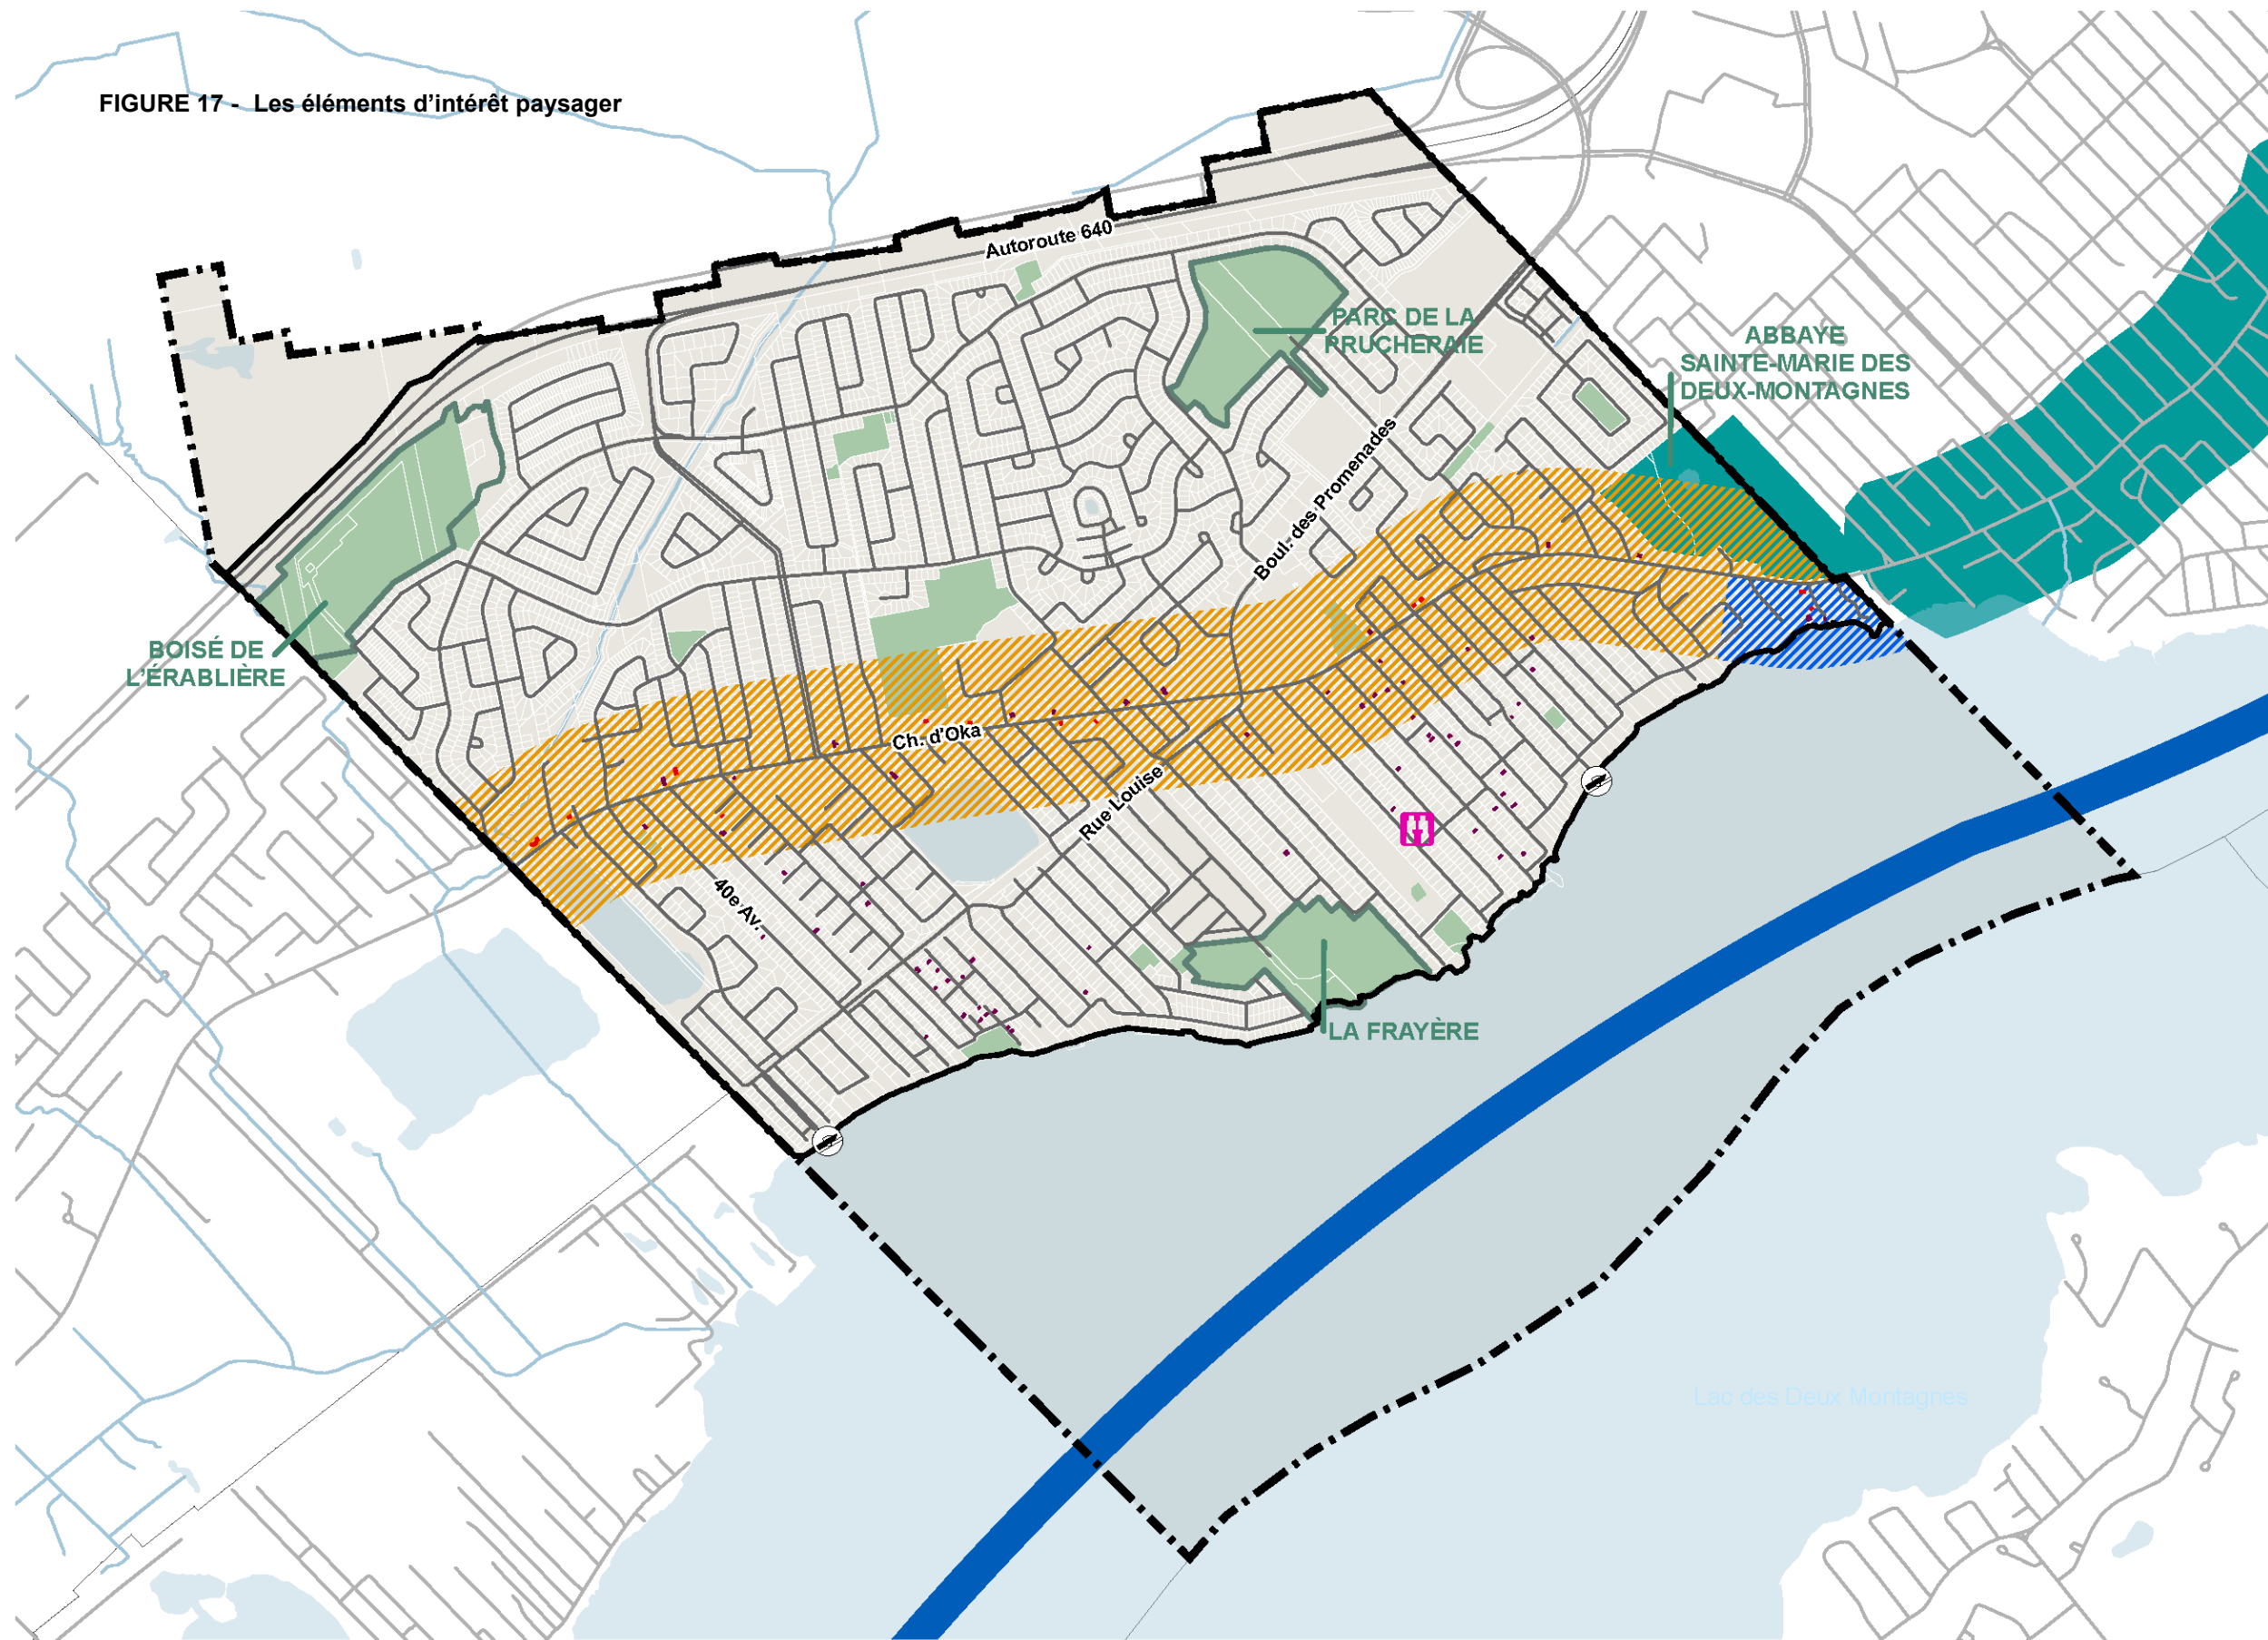 FIGURE 17 - Les éléments d'intérêt paysager
Autoroute 640
PARC DE LA
PRUCHERAIE
ABBAYE
SAINTE-MARIE DES
DEUX-MONTAGNES
Boul. des Promenades
BOISÉ DE
L'ÉRABLIÈRE
Ch. d'Oka
Rue Louise
40e Av.
LA FRAYÈRE
Lac des Deux Montagnes